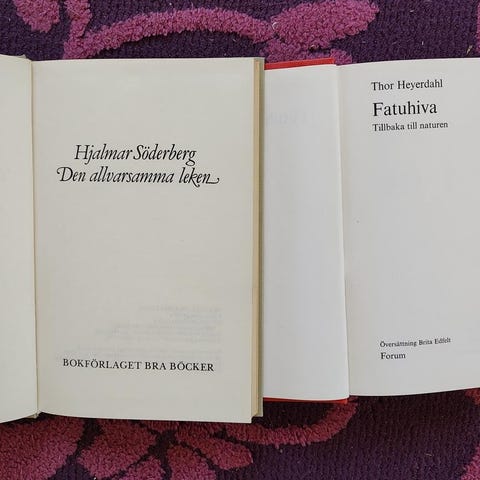 Hjalmar Söderberg
Den allvarsamma leken
BOKFÖRLAGET BRA BÖCKER
Thor Heyerdahl
Fatuhiva
Tillbaka till naturen
Översättning Brita Edfelt
Forum